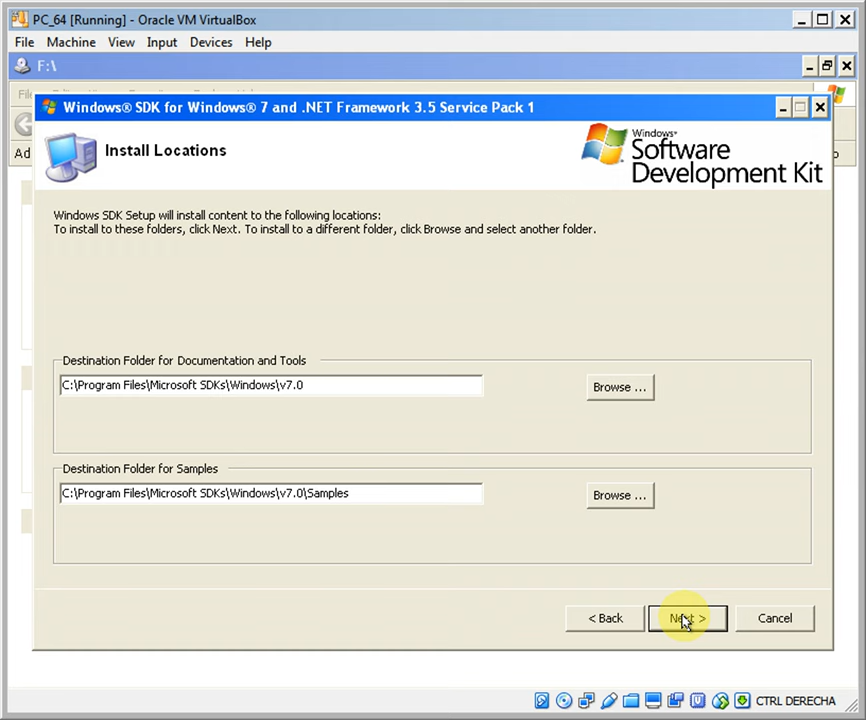 PC_64 [Running] - Oracle VM VirtualBox
File Machine View Input Devices Help
F:\
Windows® SDK for Windows® 7 and .NET Framework 3.5 Service Pack 1
Install Locations
Windows®
Software
Development Kit
Windows SDK Setup will install content to the following locations:
To install to these folders, click Next. To install to a different folder, click Browse and select another folder.
Destination Folder for Documentation and Tools
C:\Program Files\Microsoft SDKs\Windows\v7.0
Browse ...
Destination Folder for Samples
C:\Program Files\Microsoft SDKs\Windows\v7.0\Samples
Browse ...
< Back
Next >
Cancel
CTRL DERECHA